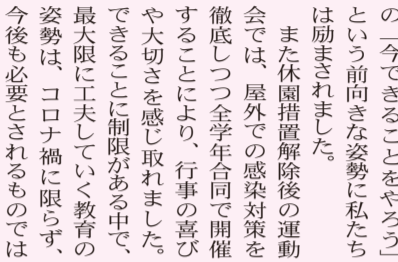 の「今できることをやろう」
という前向きな姿勢に私たち
は励まされました。
また休園措置解除後の運動
会では、屋外での感染対策を
徹底しつつ全学年合同で開催
することにより、行事の喜び
や大切さを感じ取れました。
できることに制限がある中で、
最大限に工夫していく教育の
姿勢は、コロナ禍に限らず、
今後も必要とされるものでは